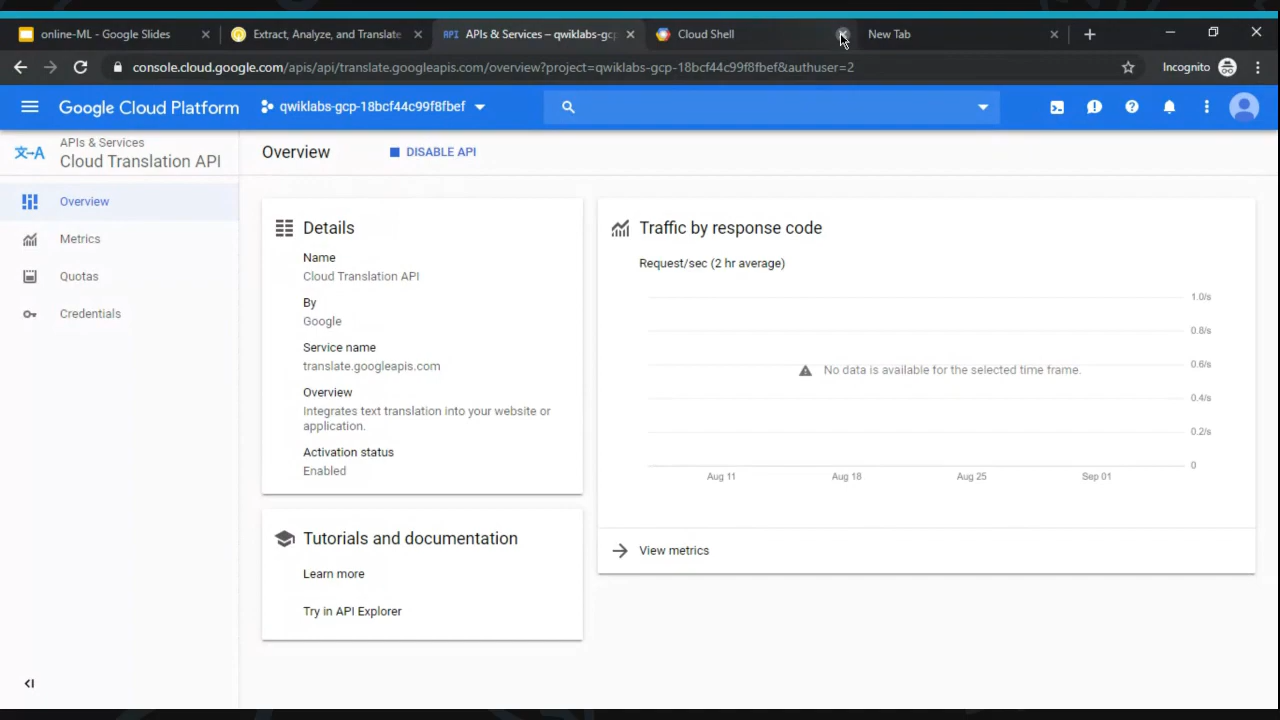 online-ML - Google Slides
Extract, Analyze, and Translate
API APIs & Services – qwiklabs-gcp
Cloud Shell
New Tab
console.cloud.google.com/apis/api/translate.googleapis.com/overview?project=qwiklabs-gcp-18bcf44c99f8fbef&authuser=2
Incognito
Google Cloud Platform
qwiklabs-gcp-18bcf44c99f8fbef
文→A
APIs & Services
Cloud Translation API
Overview
DISABLE API
Overview
Metrics
Quotas
Credentials
Details
Name
Cloud Translation API
By
Google
Service name
translate.googleapis.com
Overview
Integrates text translation into your website or
application.
Activation status
Enabled
Tutorials and documentation
Learn more
Try in API Explorer
Traffic by response code
Request/sec (2 hr average)
1.0/s
0.8/s
0.6/s
No data is available for the selected time frame.
0.4/s
0.2/s
0
Aug 11
Aug 18
Aug 25
Sep 01
View metrics